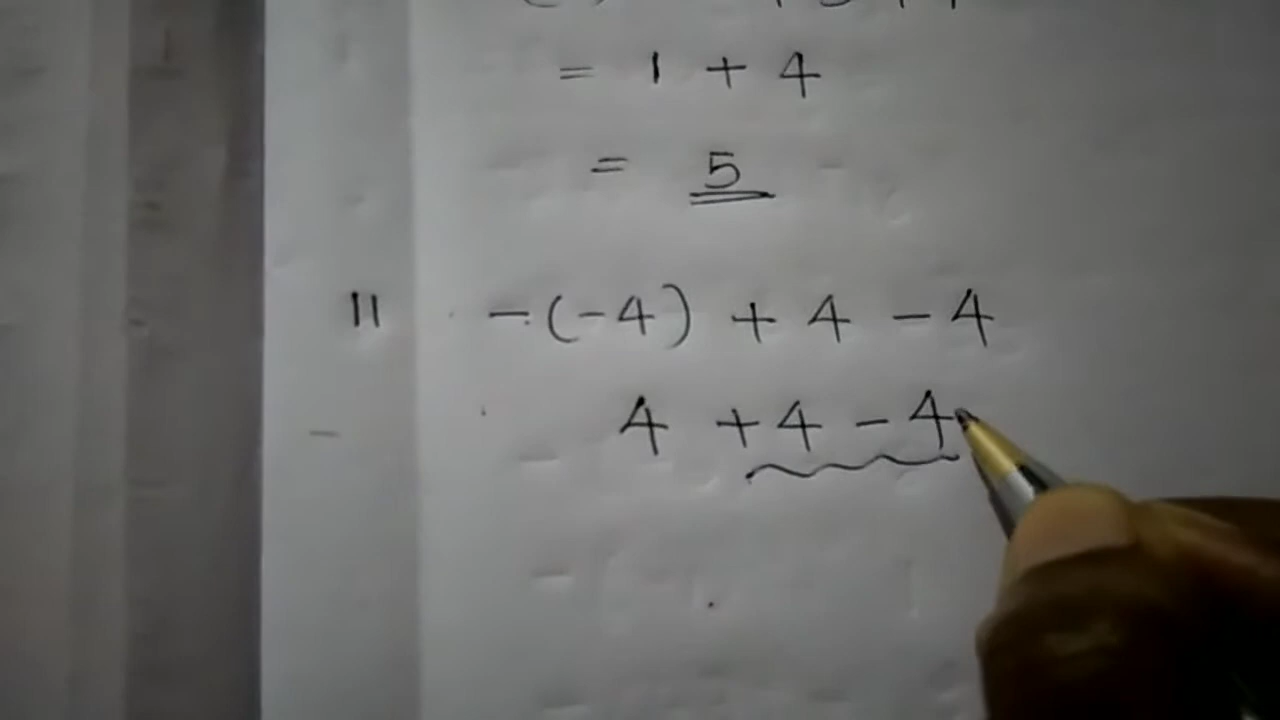 = 1 + 4
= 5
11 -(-4) + 4 - 4
4 + 4 - 4